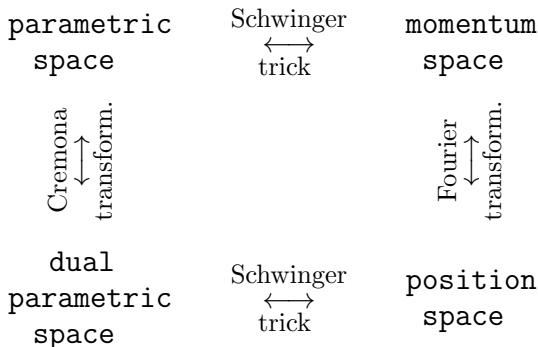 parametric
space
Schwinger
trick
momentum
space
Cremona
transform.
Fourier
transform.
dual
parametric
space
Schwinger
trick
position
space